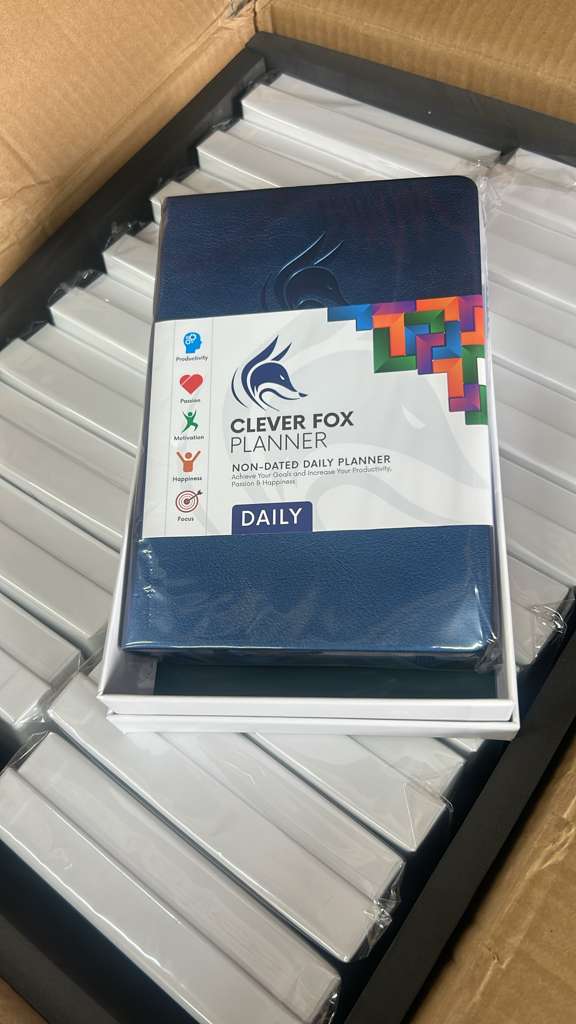 Productivity
Passion
Motivation
Happiness
Focus
CLEVER FOX
PLANNER
NON-DATED DAILY PLANNER
Achieve Your Goals and Increase Your Productivity,
Passion & Happiness
DAILY